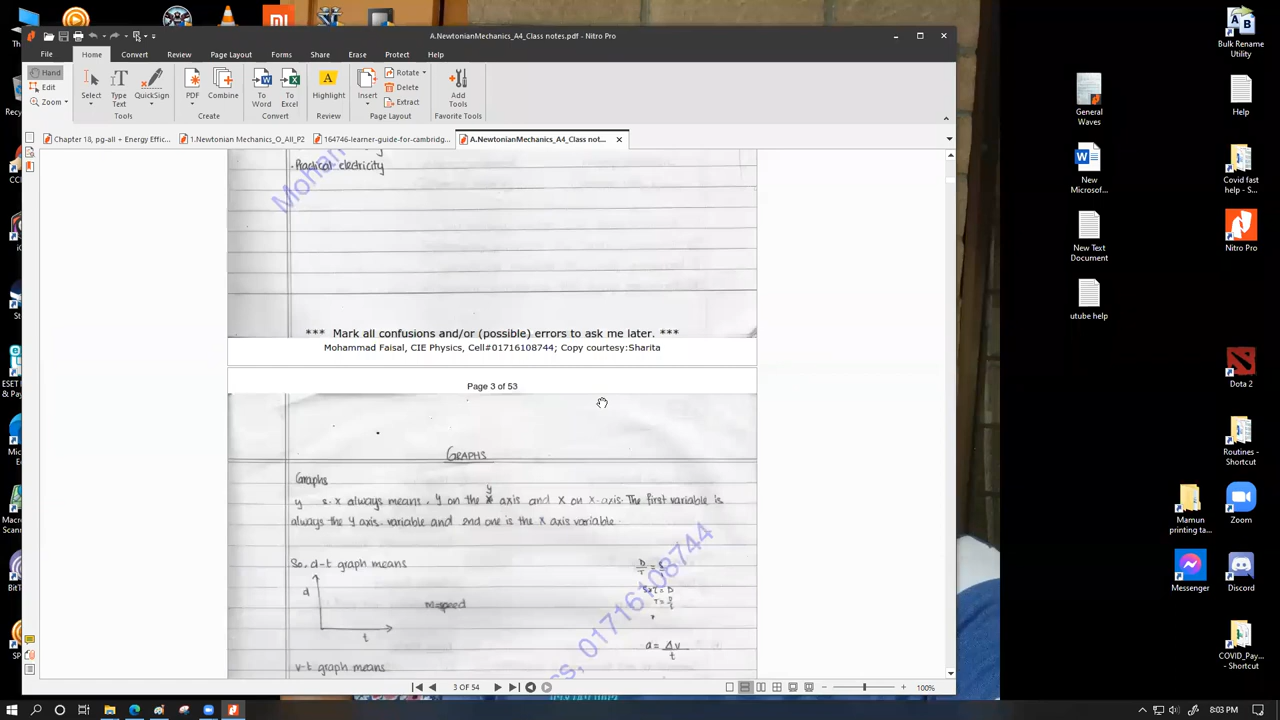 A.NewtonianMechanics_A4_Class notes.pdf - Nitro Pro
File Home Convert Review Page Layout Forms Share Erase Protect Help
Hand
Edit
Zoom
Select
Type Text
QuickSign
Tools
PDF
Combine
Create
To Word
To Excel
Convert
Highlight
Review
Insert
Rotate
Delete
Extract
Page Layout
Add Tools
Favorite Tools
Chapter 18, pg-all + Energy Effic... 1.Newtonian Mechanics_O_All_P2 164746-learner-guide-for-cambridg... A.NewtonianMechanics_A4_Class not...
• Practical electricity
*** Mark all confusions and/or (possible) errors to ask me later. ***
Mohammad Faisal, CIE Physics, Cell#01716108744; Copy courtesy:Sharita
Page 3 of 53
GRAPHS
Graphs
y s. x always means, Y on the y axis and X on x-axis. The first variable is
always the Y axis variable and 2nd one is the X axis variable.
So, d-t graph means
d
t
m=speed
D/T = S
S×T = D
a = Δv/t
v-t graph means
01716108744
3 OF 54
100%
Bulk Rename Utility
General Waves
Help
New Microsof...
Covid fast help - S...
New Text Document
Nitro Pro
utube help
Dota 2
Routines - Shortcut
Mamun printing ta...
Zoom
Messenger
Discord
COVID_Pay... - Shortcut
8:03 PM